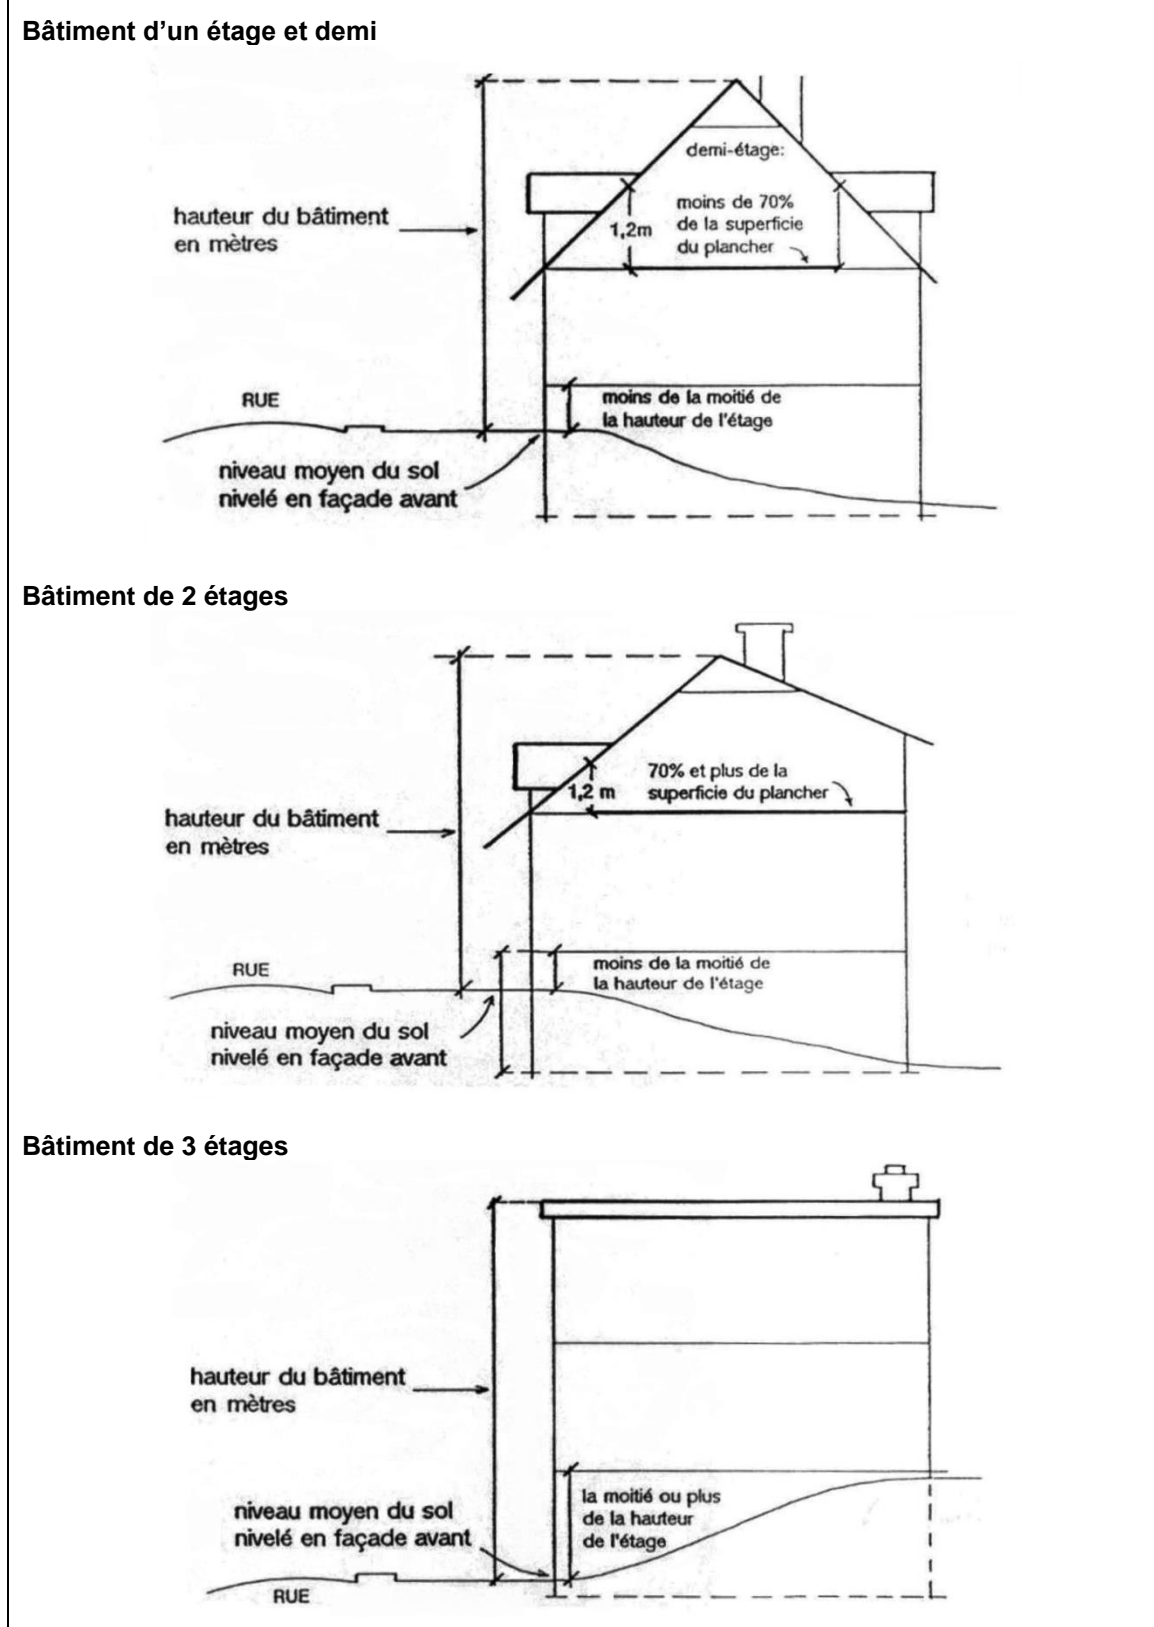 Bâtiment d’un étage et demi
demi-étage:
moins de 70%
de la superficie
du plancher
1,2m
hauteur du bâtiment
en mètres
RUE
moins de la moitié de
la hauteur de l'étage
niveau moyen du sol
nivelé en façade avant
Bâtiment de 2 étages
70% et plus de la
superficie du plancher
1,2 m
hauteur du bâtiment
en mètres
RUE
moins de la moitié de
la hauteur de l'étage
niveau moyen du sol
nivelé en façade avant
Bâtiment de 3 étages
hauteur du bâtiment
en mètres
la moitié ou plus
de la hauteur
de l'étage
niveau moyen du sol
nivelé en façade avant
RUE